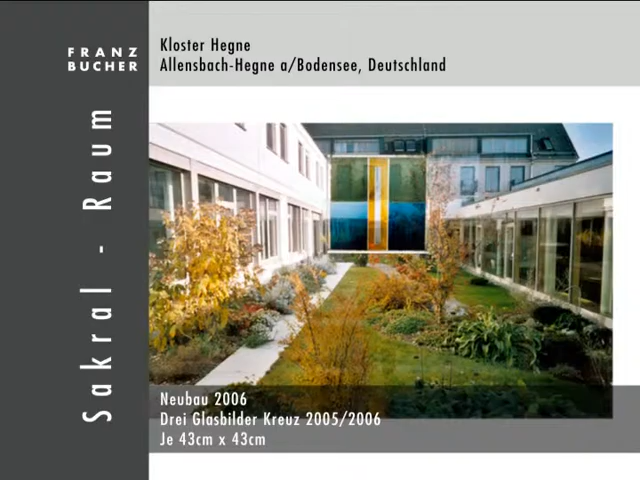 FRANZ
BUCHER
Kloster Hegne
Allensbach-Hegne a/Bodensee, Deutschland
Sakral - Raum
Neubau 2006
Drei Glasbilder Kreuz 2005/2006
Je 43cm x 43cm